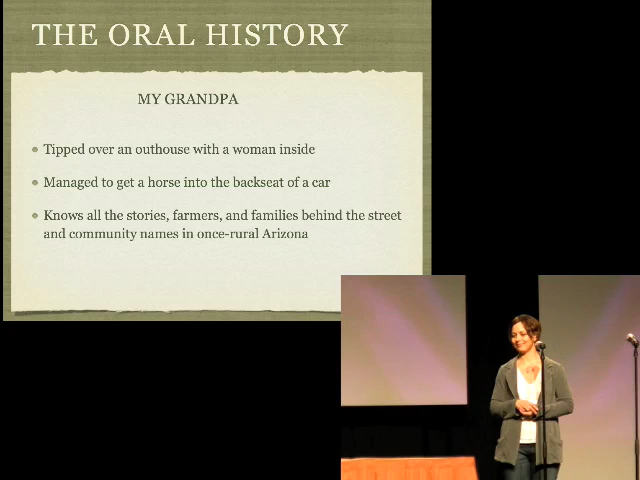 THE ORAL HISTORY
MY GRANDPA
Tipped over an outhouse with a woman inside
Managed to get a horse into the backseat of a car
Knows all the stories, farmers, and families behind the street
and community names in once-rural Arizona